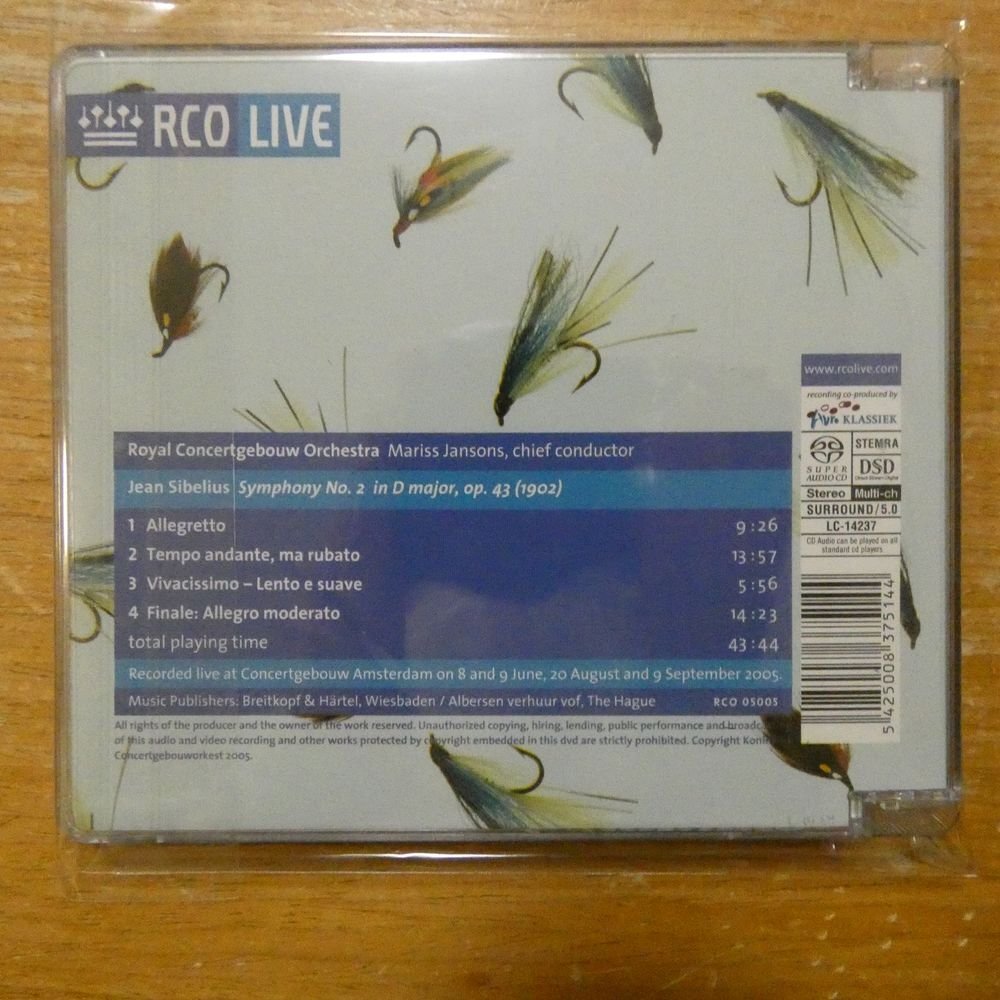 RCO LIVE
www.rcolive.com
recording co-produced by
Avro KLASSIEK
SUPER AUDIO CD
STEMRA
DSD
Direct Stream Digital
Stereo Multi-ch
SURROUND/5.0
LC-14237
CD Audio can be played on all
standard cd players
5 425008 375144
Royal Concertgebouw Orchestra Mariss Jansons, chief conductor
Jean Sibelius Symphony No. 2 in D major, op. 43 (1902)
1 Allegretto 9:26
2 Tempo andante, ma rubato 13:57
3 Vivacissimo – Lento e suave 5:56
4 Finale: Allegro moderato 14:23
total playing time 43:44
Recorded live at Concertgebouw Amsterdam on 8 and 9 June, 20 August and 9 September 2005.
Music Publishers: Breitkopf & Härtel, Wiesbaden / Albersen verhuur vof, The Hague RCO 05005
All rights of the producer and the owner of the work reserved. Unauthorized copying, hiring, lending, public performance and broadc
of this audio and video recording and other works protected by copyright embedded in this dvd are strictly prohibited. Copyright Konin
Concertgebouworkest 2005.